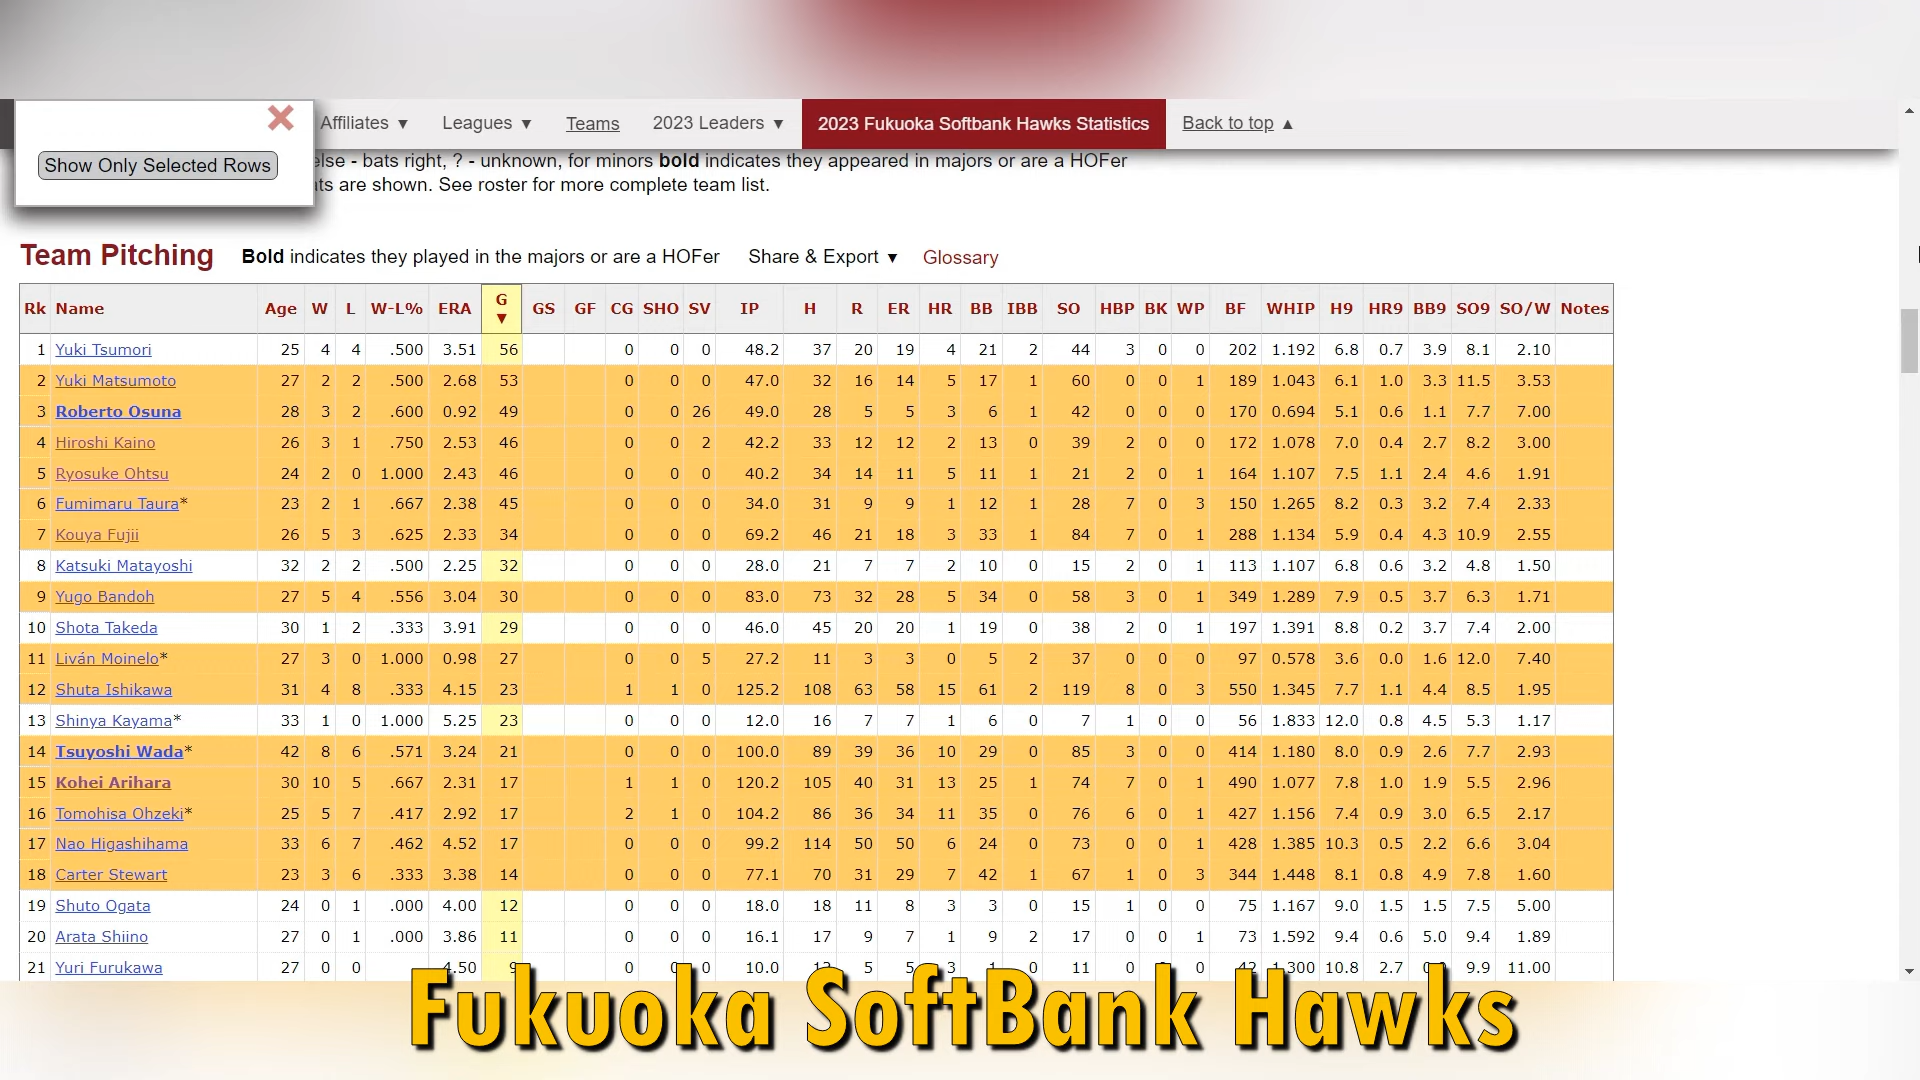 Affiliates ▼ Leagues ▼ Teams 2023 Leaders ▼ 2023 Fukuoka Softbank Hawks Statistics Back to top ▲
Show Only Selected Rows
else - bats right, ? - unknown, for minors bold indicates they appeared in majors or are a HOFer
are shown. See roster for more complete team list.
Team Pitching Bold indicates they played in the majors or are a HOFer Share & Export ▼ Glossary
Rk Name Age W L W-L% ERA G ▼ GS GF CG SHO SV IP H R ER HR BB IBB SO HBP BK WP BF WHIP H9 HR9 BB9 SO9 SO/W Notes
1 Yuki Tsumori 25 4 4 .500 3.51 56 0 0 0 48.2 37 20 19 4 21 2 44 3 0 0 202 1.192 6.8 0.7 3.9 8.1 2.10
2 Yuki Matsumoto 27 2 2 .500 2.68 53 0 0 0 47.0 32 16 14 5 17 1 60 0 0 1 189 1.043 6.1 1.0 3.3 11.5 3.53
3 Roberto Osuna 28 3 2 .600 0.92 49 0 0 26 49.0 28 5 5 3 6 1 42 0 0 0 170 0.694 5.1 0.6 1.1 7.7 7.00
4 Hiroshi Kaino 26 3 1 .750 2.53 46 0 0 2 42.2 33 12 12 2 13 0 39 2 0 0 172 1.078 7.0 0.4 2.7 8.2 3.00
5 Ryosuke Ohtsu 24 2 0 1.000 2.43 46 0 0 0 40.2 34 14 11 5 11 1 21 2 0 1 164 1.107 7.5 1.1 2.4 4.6 1.91
6 Fumimaru Taura* 23 2 1 .667 2.38 45 0 0 0 34.0 31 9 9 1 12 1 28 7 0 3 150 1.265 8.2 0.3 3.2 7.4 2.33
7 Kouya Fujii 26 5 3 .625 2.33 34 0 0 0 69.2 46 21 18 3 33 1 84 7 0 1 288 1.134 5.9 0.4 4.3 10.9 2.55
8 Katsuki Matayoshi 32 2 2 .500 2.25 32 0 0 0 28.0 21 7 7 2 10 0 15 2 0 1 113 1.107 6.8 0.6 3.2 4.8 1.50
9 Yugo Bandoh 27 5 4 .556 3.04 30 0 0 0 83.0 73 32 28 5 34 0 58 3 0 1 349 1.289 7.9 0.5 3.7 6.3 1.71
10 Shota Takeda 30 1 2 .333 3.91 29 0 0 0 46.0 45 20 20 1 19 0 38 2 0 1 197 1.391 8.8 0.2 3.7 7.4 2.00
11 Liván Moinelo* 27 3 0 1.000 0.98 27 0 0 5 27.2 11 3 3 0 5 2 37 0 0 0 97 0.578 3.6 0.0 1.6 12.0 7.40
12 Shuta Ishikawa 31 4 8 .333 4.15 23 1 1 0 125.2 108 63 58 15 61 2 119 8 0 3 550 1.345 7.7 1.1 4.4 8.5 1.95
13 Shinya Kayama* 33 1 0 1.000 5.25 23 0 0 0 12.0 16 7 7 1 6 0 7 1 0 0 56 1.833 12.0 0.8 4.5 5.3 1.17
14 Tsuyoshi Wada* 42 8 6 .571 3.24 21 0 0 0 100.0 89 39 36 10 29 0 85 3 0 0 414 1.180 8.0 0.9 2.6 7.7 2.93
15 Kohei Arihara 30 10 5 .667 2.31 17 1 1 0 120.2 105 40 31 13 25 1 74 7 0 1 490 1.077 7.8 1.0 1.9 5.5 2.96
16 Tomohisa Ohzeki* 25 5 7 .417 2.92 17 2 1 0 104.2 86 36 34 11 35 0 76 6 0 1 427 1.156 7.4 0.9 3.0 6.5 2.17
17 Nao Higashihama 33 6 7 .462 4.52 17 0 0 0 99.2 114 50 50 6 24 0 73 0 0 1 428 1.385 10.3 0.5 2.2 6.6 3.04
18 Carter Stewart 23 3 6 .333 3.38 14 0 0 0 77.1 70 31 29 7 42 1 67 1 0 3 344 1.448 8.1 0.8 4.9 7.8 1.60
19 Shuto Ogata 24 0 1 .000 4.00 12 0 0 0 18.0 18 11 8 3 3 0 15 1 0 0 75 1.167 9.0 1.5 1.5 7.5 5.00
20 Arata Shiino 27 0 1 .000 3.86 11 0 0 0 16.1 17 9 7 1 9 2 17 0 0 1 73 1.592 9.4 0.6 5.0 9.4 1.89
21 Yuri Furukawa 27 0 0 4.50 9 0 0 0 10.0 5 5 3 0 11 0 0 42 1.300 10.8 2.7 9.9 11.00
Fukuoka SoftBank Hawks